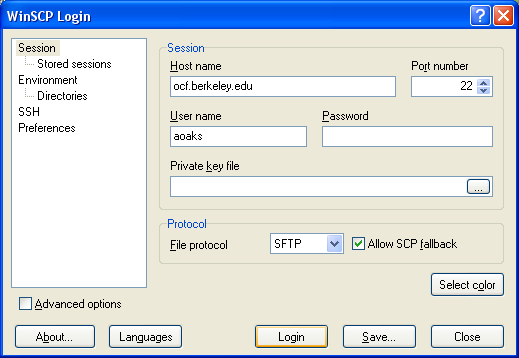 WinSCP Login
Session
Stored sessions
Environment
Directories
SSH
Preferences
Session
Host name
Port number
ocf.berkeley.edu
22
User name
Password
aoaks
Private key file
...
Protocol
File protocol
SFTP
Allow SCP fallback
Select color
Advanced options
About...
Languages
Login
Save...
Close